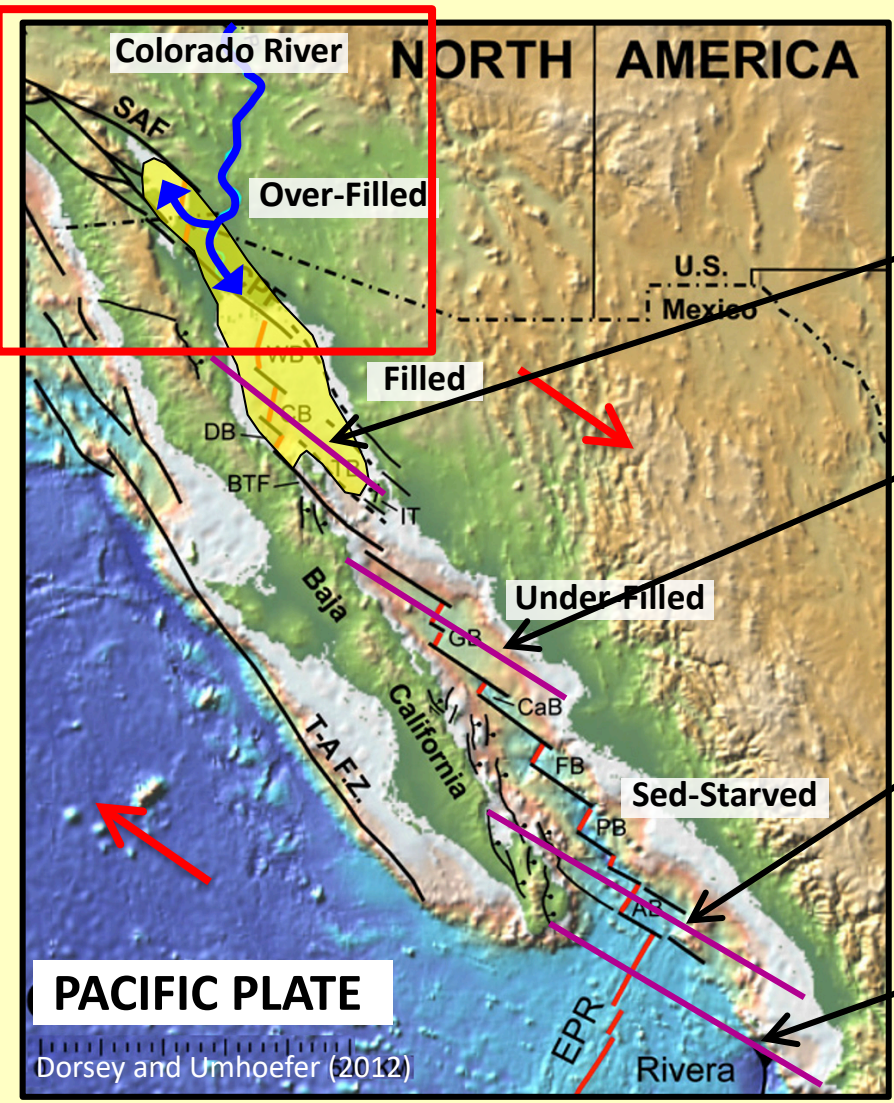 Colorado River
NORTH AMERICA
SAF
Over-Filled
U.S.
Mexico
WB
Filled
CB
DB
TB
BTF
IT
Baja
California
Under-Filled
GB
CaB
T-A F.Z.
FB
Sed-Starved
PB
AB
PACIFIC PLATE
EPR
Dorsey and Umhoefer (2012)
Rivera